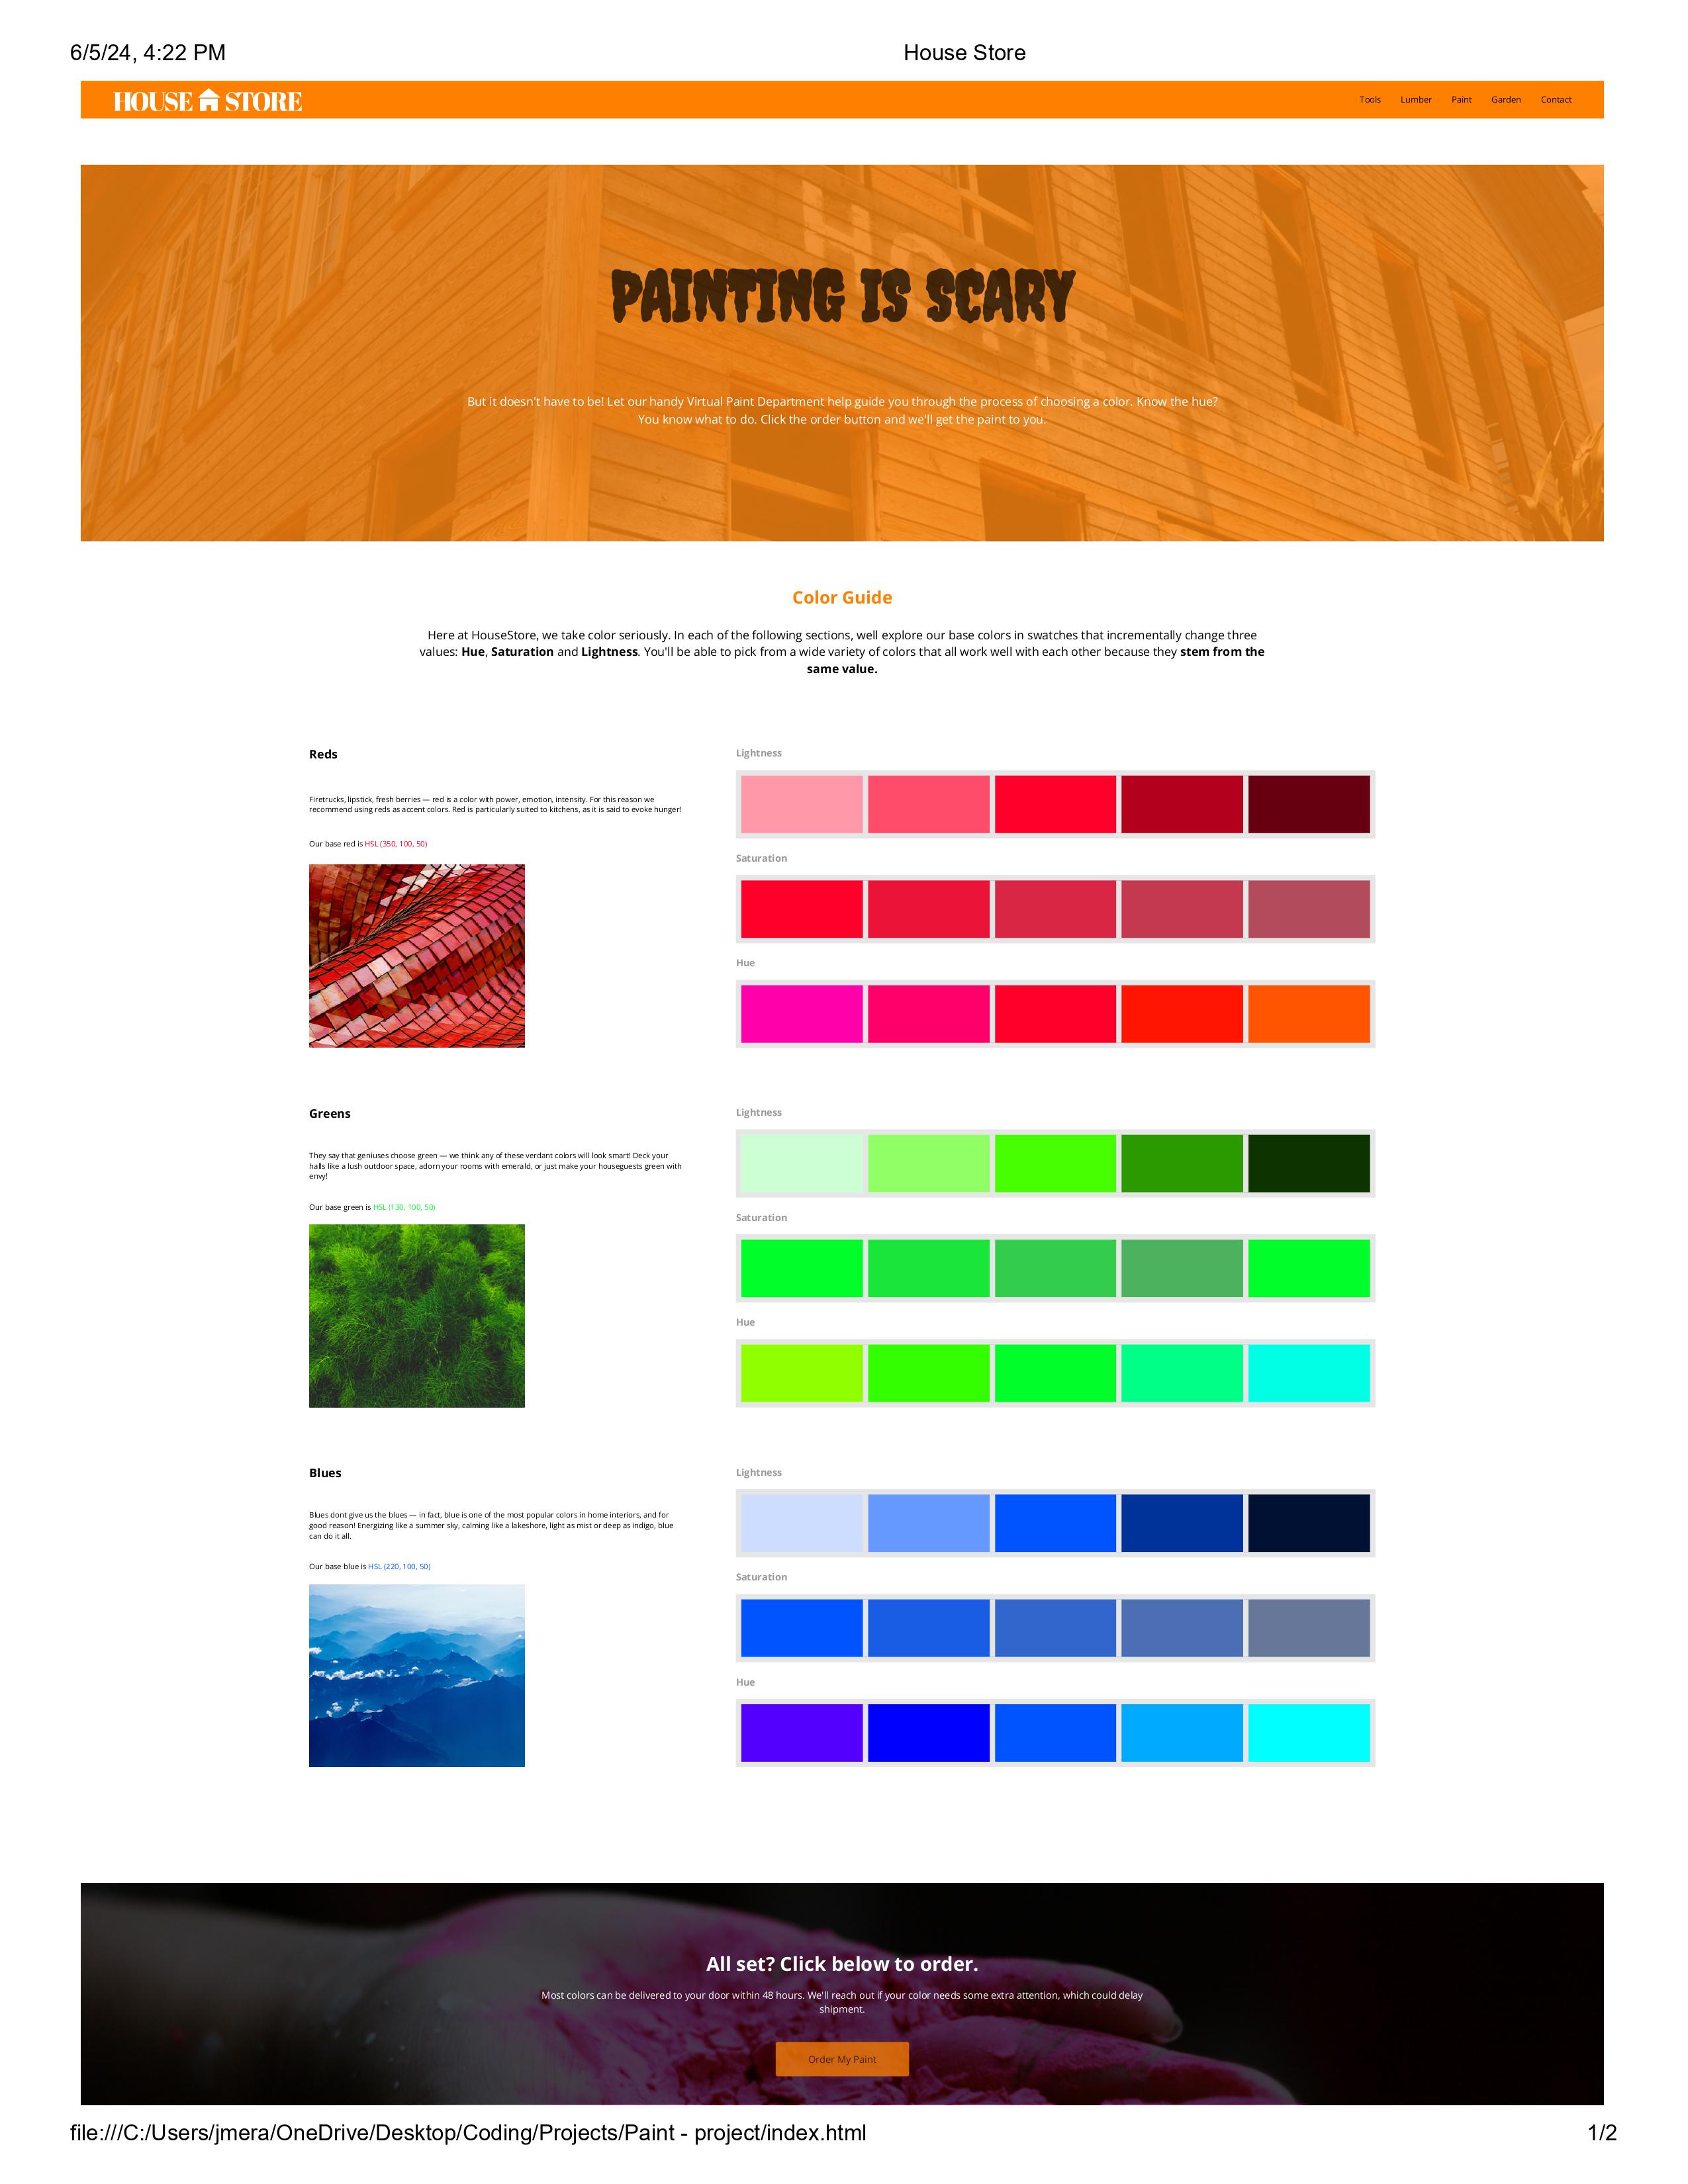 6/5/24, 4:22 PM
House Store
HOUSE STORE
Tools
Lumber
Paint
Garden
Contact
PAINTING IS SCARY
But it doesn't have to be! Let our handy Virtual Paint Department help guide you through the process of choosing a color. Know the hue?
You know what to do. Click the order button and we'll get the paint to you.
Color Guide
Here at HouseStore, we take color seriously. In each of the following sections, well explore our base colors in swatches that incrementally change three
values: Hue, Saturation and Lightness. You'll be able to pick from a wide variety of colors that all work well with each other because they stem from the
same value.
Reds
Firetrucks, lipstick, fresh berries — red is a color with power, emotion, intensity. For this reason we
recommend using reds as accent colors. Red is particularly suited to kitchens, as it is said to evoke hunger!
Our base red is HSL (350, 100, 50)
Lightness
Saturation
Hue
Greens
They say that geniuses choose green — we think any of these verdant colors will look smart! Deck your
halls like a lush outdoor space, adorn your rooms with emerald, or just make your houseguests green with
envy!
Our base green is HSL (130, 100, 50)
Lightness
Saturation
Hue
Blues
Blues dont give us the blues — in fact, blue is one of the most popular colors in home interiors, and for
good reason! Energizing like a summer sky, calming like a lakeshore, light as mist or deep as indigo, blue
can do it all.
Our base blue is HSL (220, 100, 50)
Lightness
Saturation
Hue
All set? Click below to order.
Most colors can be delivered to your door within 48 hours. We'll reach out if your color needs some extra attention, which could delay
shipment.
Order My Paint
file:///C:/Users/jmera/OneDrive/Desktop/Coding/Projects/Paint - project/index.html
1/2